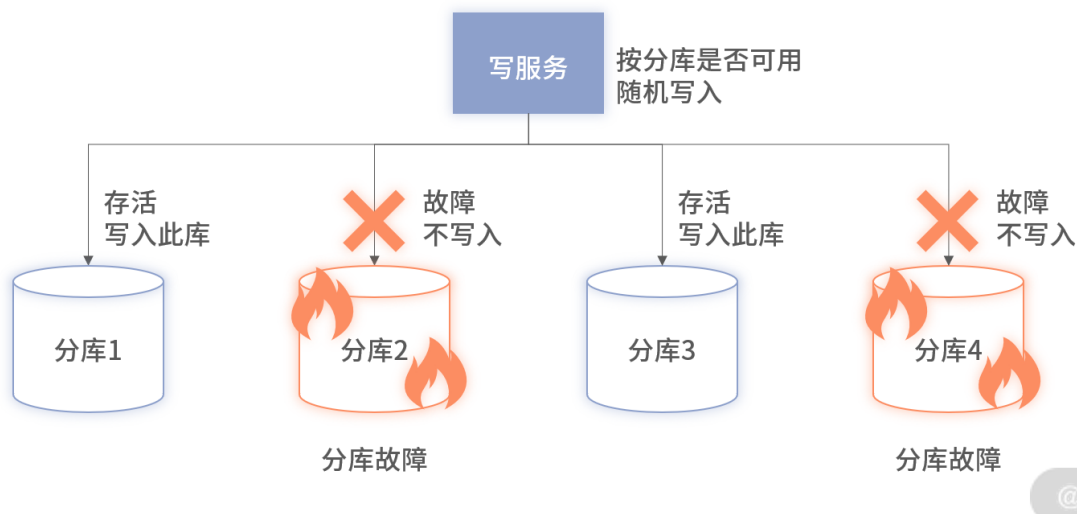 写服务
按分库是否可用
随机写入
存活
写入此库
故障
不写入
存活
写入此库
故障
不写入
分库1
分库2
分库3
分库4
分库故障
分库故障
@